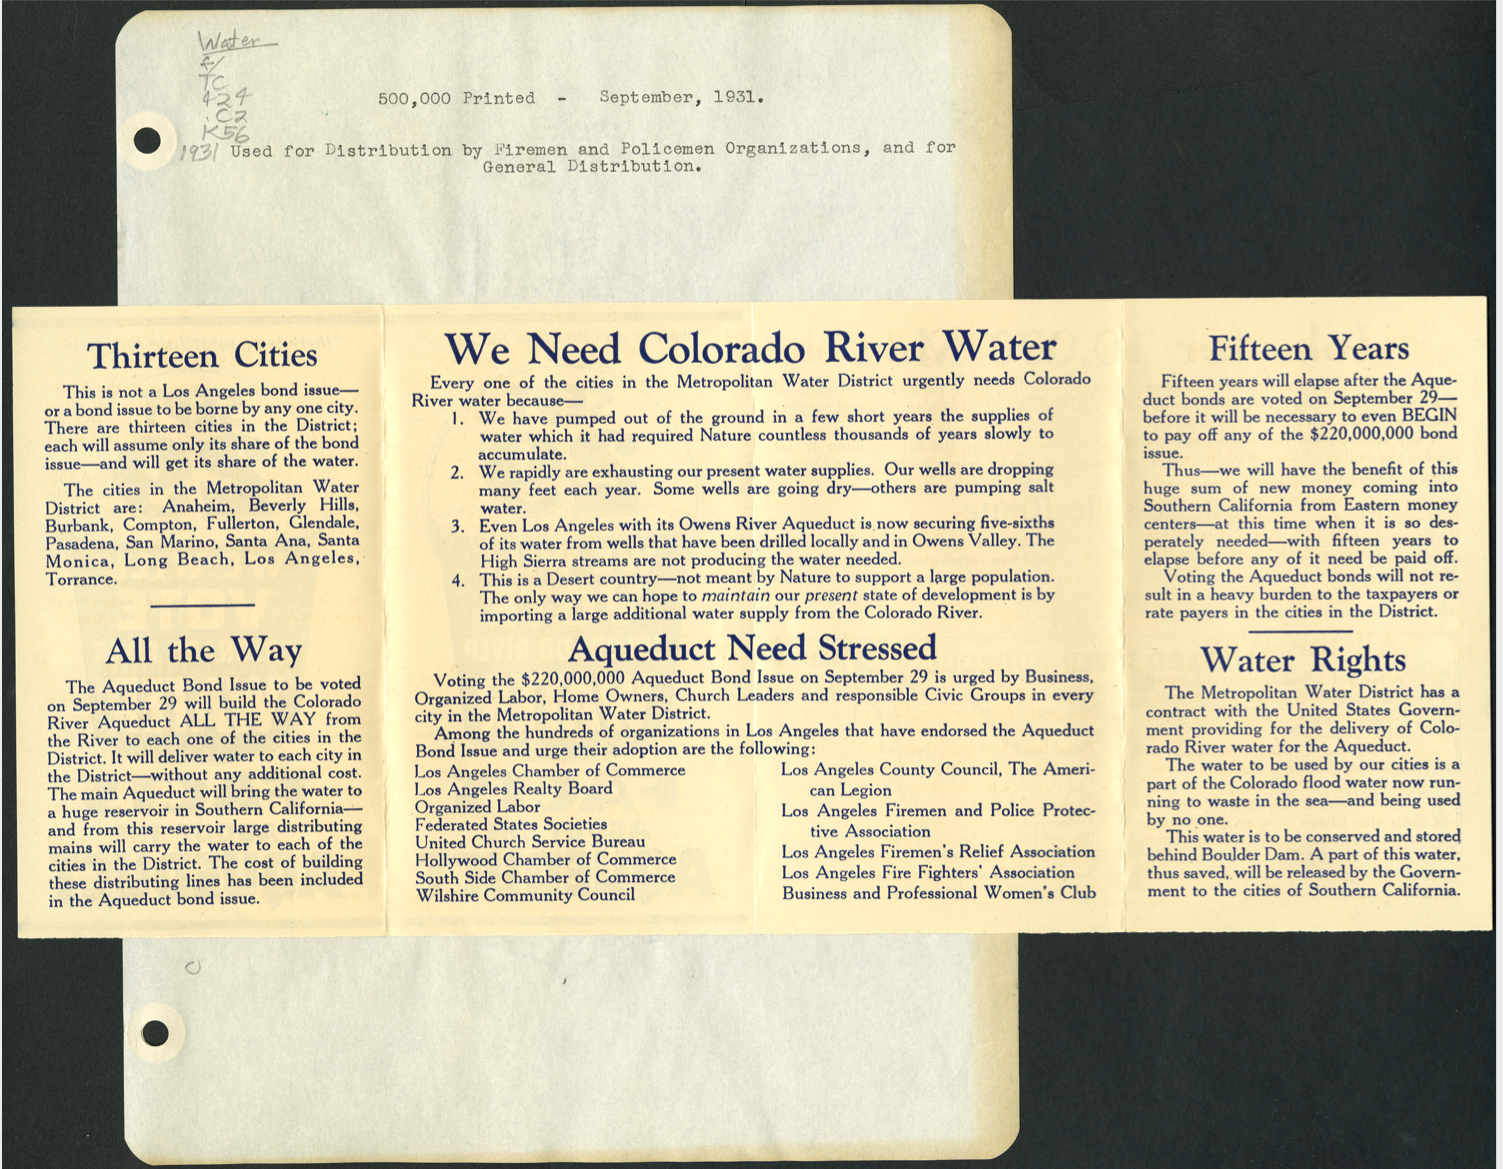 Water
f/
TC
424
.C2
K56
1931
500,000 Printed - September, 1931.
Used for Distribution by Firemen and Policemen Organizations, and for
General Distribution.
Thirteen Cities
This is not a Los Angeles bond issue—
or a bond issue to be borne by any one city.
There are thirteen cities in the District;
each will assume only its share of the bond
issue—and will get its share of the water.
The cities in the Metropolitan Water
District are: Anaheim, Beverly Hills,
Burbank, Compton, Fullerton, Glendale,
Pasadena, San Marino, Santa Ana, Santa
Monica, Long Beach, Los Angeles,
Torrance.
All the Way
The Aqueduct Bond Issue to be voted
on September 29 will build the Colorado
River Aqueduct ALL THE WAY from
the River to each one of the cities in the
District. It will deliver water to each city in
the District—without any additional cost.
The main Aqueduct will bring the water to
a huge reservoir in Southern California—
and from this reservoir large distributing
mains will carry the water to each of the
cities in the District. The cost of building
these distributing lines has been included
in the Aqueduct bond issue.
We Need Colorado River Water
Every one of the cities in the Metropolitan Water District urgently needs Colorado
River water because—
1. We have pumped out of the ground in a few short years the supplies of
water which it had required Nature countless thousands of years slowly to
accumulate.
2. We rapidly are exhausting our present water supplies. Our wells are dropping
many feet each year. Some wells are going dry—others are pumping salt
water.
3. Even Los Angeles with its Owens River Aqueduct is now securing five-sixths
of its water from wells that have been drilled locally and in Owens Valley. The
High Sierra streams are not producing the water needed.
4. This is a Desert country—not meant by Nature to support a large population.
The only way we can hope to maintain our present state of development is by
importing a large additional water supply from the Colorado River.
Aqueduct Need Stressed
Voting the $220,000,000 Aqueduct Bond Issue on September 29 is urged by Business,
Organized Labor, Home Owners, Church Leaders and responsible Civic Groups in every
city in the Metropolitan Water District.
Among the hundreds of organizations in Los Angeles that have endorsed the Aqueduct
Bond Issue and urge their adoption are the following:
Los Angeles Chamber of Commerce
Los Angeles Realty Board
Organized Labor
Federated States Societies
United Church Service Bureau
Hollywood Chamber of Commerce
South Side Chamber of Commerce
Wilshire Community Council
Los Angeles County Council, The Ameri-
can Legion
Los Angeles Firemen and Police Protec-
tive Association
Los Angeles Firemen's Relief Association
Los Angeles Fire Fighters' Association
Business and Professional Women's Club
Fifteen Years
Fifteen years will elapse after the Aque-
duct bonds are voted on September 29—
before it will be necessary to even BEGIN
to pay off any of the $220,000,000 bond
issue.
Thus—we will have the benefit of this
huge sum of new money coming into
Southern California from Eastern money
centers—at this time when it is so des-
perately needed—with fifteen years to
elapse before any of it need be paid off.
Voting the Aqueduct bonds will not re-
sult in a heavy burden to the taxpayers or
rate payers in the cities in the District.
Water Rights
The Metropolitan Water District has a
contract with the United States Govern-
ment providing for the delivery of Colo-
rado River water for the Aqueduct.
The water to be used by our cities is a
part of the Colorado flood water now run-
ning to waste in the sea—and being used
by no one.
This water is to be conserved and stored
behind Boulder Dam. A part of this water,
thus saved, will be released by the Govern-
ment to the cities of Southern California.